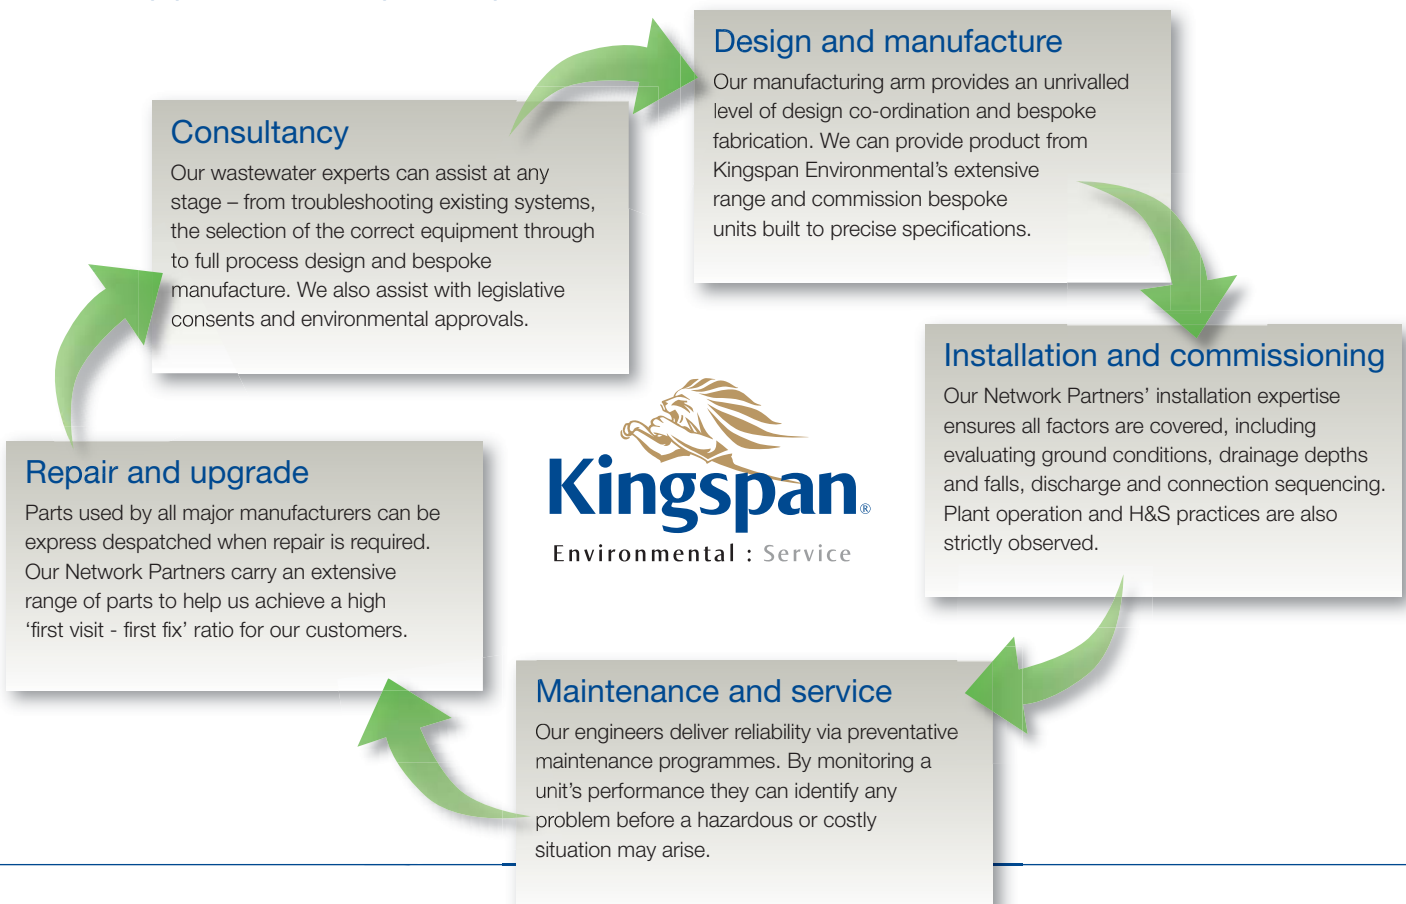 Design and manufacture
Our manufacturing arm provides an unrivalled
level of design co-ordination and bespoke
fabrication. We can provide product from
Kingspan Environmental’s extensive
range and commission bespoke
units built to precise specifications.
Consultancy
Our wastewater experts can assist at any
stage – from troubleshooting existing systems,
the selection of the correct equipment through
to full process design and bespoke
manufacture. We also assist with legislative
consents and environmental approvals.
Installation and commissioning
Our Network Partners’ installation expertise
ensures all factors are covered, including
evaluating ground conditions, drainage depths
and falls, discharge and connection sequencing.
Plant operation and H&S practices are also
strictly observed.
Kingspan®
Environmental : Service
Repair and upgrade
Parts used by all major manufacturers can be
express despatched when repair is required.
Our Network Partners carry an extensive
range of parts to help us achieve a high
‘first visit - first fix’ ratio for our customers.
Maintenance and service
Our engineers deliver reliability via preventative
maintenance programmes. By monitoring a
unit’s performance they can identify any
problem before a hazardous or costly
situation may arise.